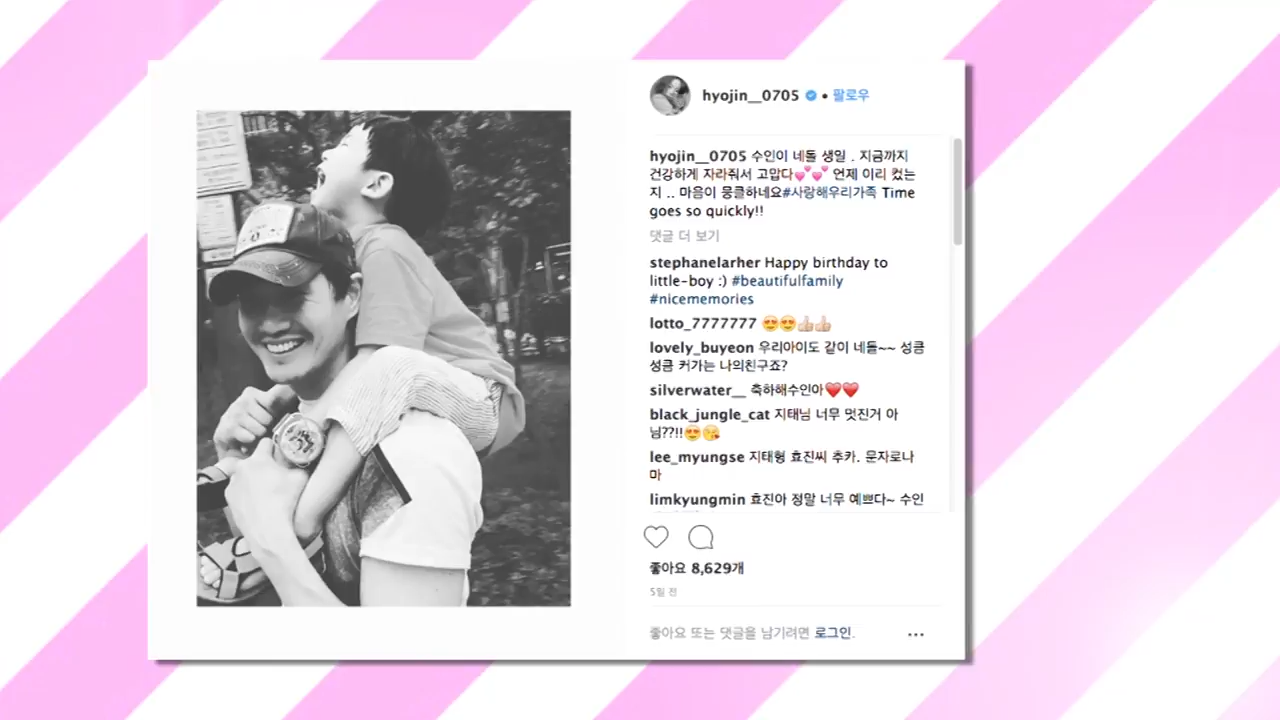 hyojin__0705 • 팔로우
hyojin__0705 수인이 네돌 생일 . 지금까지
건강하게 자라줘서 고맙다💕💕 언제 이리 컸는
지 .. 마음이 뭉클하네요#사랑해우리가족 Time
goes so quickly!!
댓글 더 보기
stephanelarher Happy birthday to
little-boy :) #beautifulfamily
#nicememories
lotto_7777777 😍😍👍🏻👍🏻
lovely_buyeon 우리아이도 같이 네돌~~ 성큼
성큼 커가는 나의친구죠?
silverwater__ 축하해수인아❤️❤️
black_jungle_cat 지태님 너무 멋진거 아
님??!!😍😘
lee_myungse 지태형 효진씨 추카. 문자로나
마
limkyungmin 효진아 정말 너무 예쁘다~ 수인
좋아요 8,629개
5일 전
좋아요 또는 댓글을 남기려면 로그인.